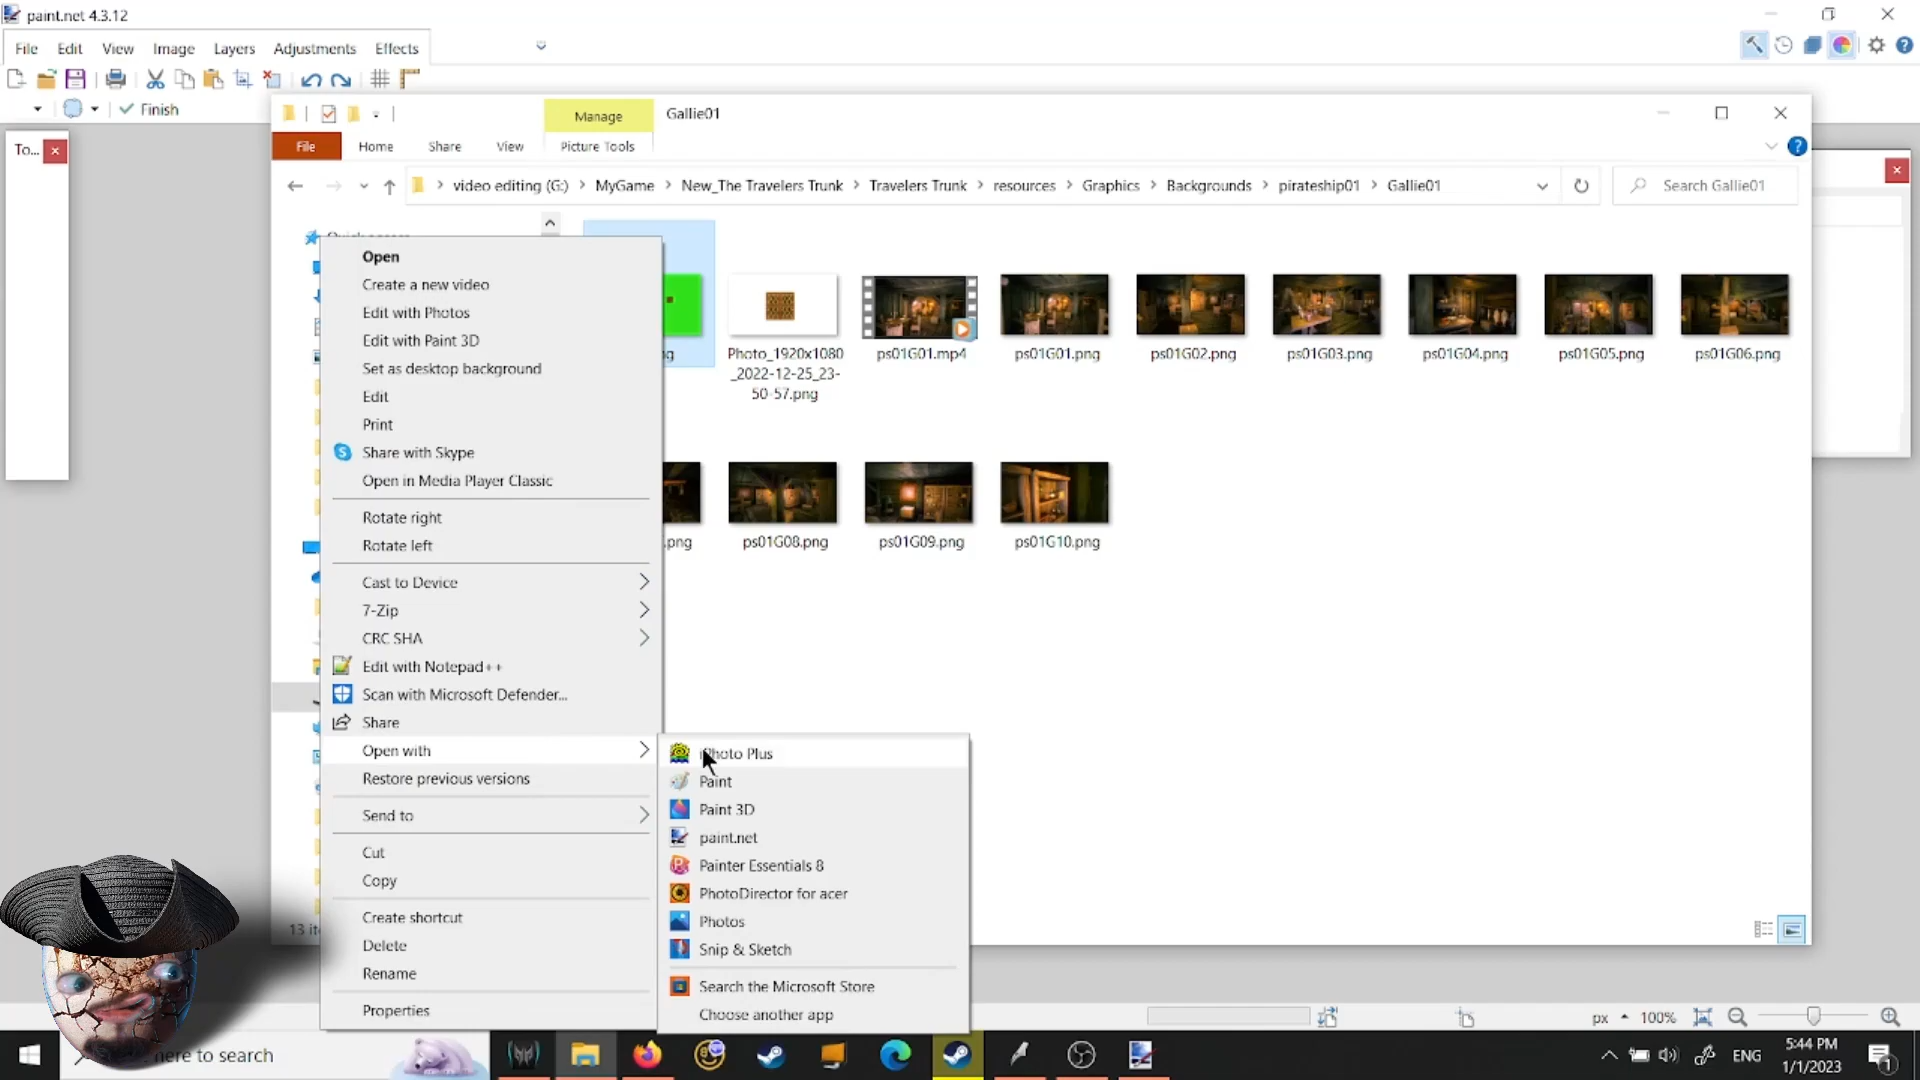 paint.net 4.3.12
File Edit View Image Layers Adjustments Effects
Finish
To...
Manage
Gallie01
File Home Share View Picture Tools
video editing (G:) MyGame New_The Travelers Trunk Travelers Trunk resources Graphics Backgrounds pirateship01 Gallie01
Search Gallie01
Open
Create a new video
Edit with Photos
Edit with Paint 3D
Set as desktop background
Edit
Print
Share with Skype
Open in Media Player Classic
Rotate right
Rotate left
Cast to Device
7-Zip
CRC SHA
Edit with Notepad++
Scan with Microsoft Defender...
Share
Open with
Restore previous versions
Send to
Cut
Copy
Create shortcut
Delete
Rename
Properties
Photo_1920x1080
_2022-12-25_23-
50-57.png
ps01G01.mp4
ps01G01.png
ps01G02.png
ps01G03.png
ps01G04.png
ps01G05.png
ps01G06.png
.png
ps01G08.png
ps01G09.png
ps01G10.png
Photo Plus
Paint
Paint 3D
paint.net
Painter Essentials 8
PhotoDirector for acer
Photos
Snip & Sketch
Search the Microsoft Store
Choose another app
px 100%
here to search
ENG
5:44 PM
1/1/2023
1